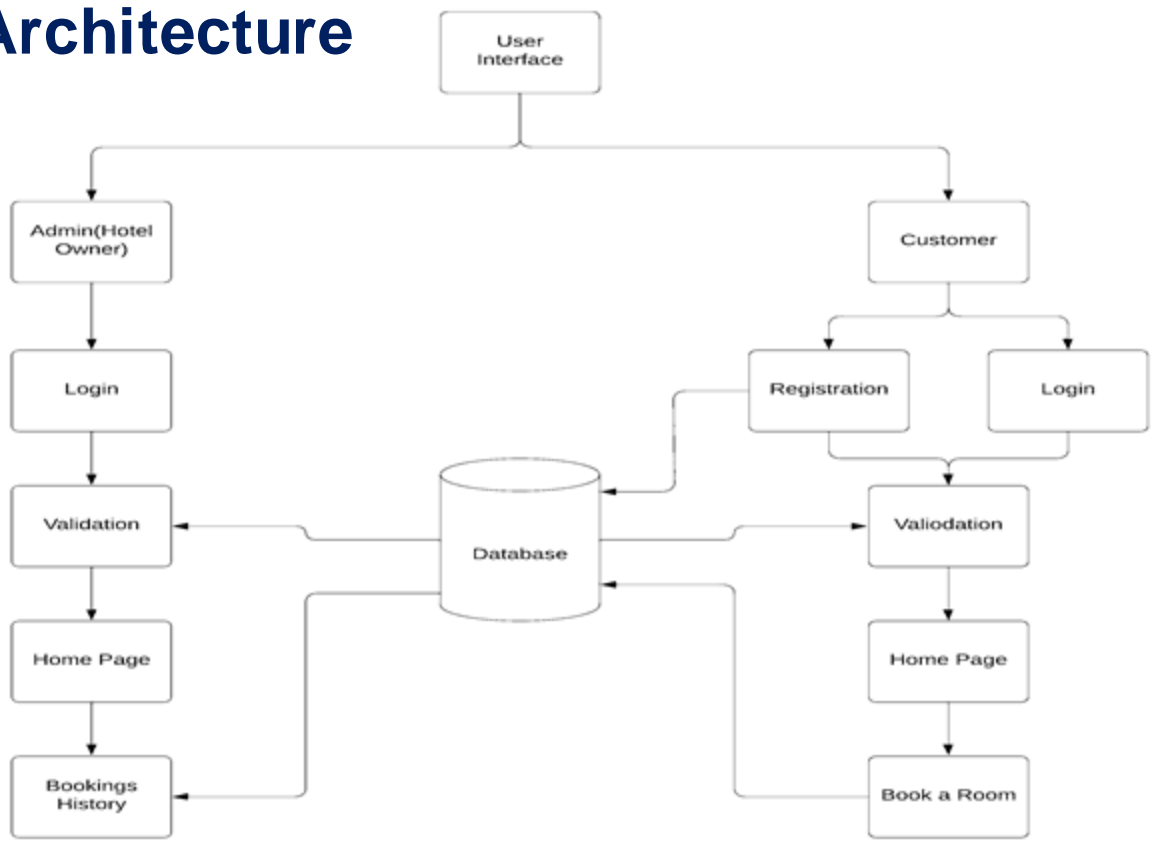 Architecture
User
Interface
Admin(Hotel
Owner)
Customer
Login
Registration
Login
Validation
Database
Valiodation
Home Page
Home Page
Bookings
History
Book a Room